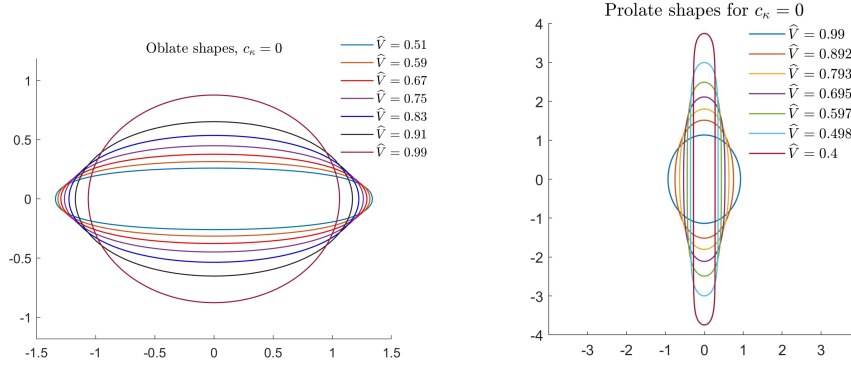 Oblate shapes, c_κ = 0
V̂ = 0.51
V̂ = 0.59
V̂ = 0.67
V̂ = 0.75
V̂ = 0.83
V̂ = 0.91
V̂ = 0.99
1
0.5
0
0.5
-1
-1.5 -1 -0.5 0 0.5 1 1.5
Prolate shapes for c_κ = 0
V̂ = 0.99
V̂ = 0.892
V̂ = 0.793
V̂ = 0.695
V̂ = 0.597
V̂ = 0.498
V̂ = 0.4
4
3
2
1
0
-1
-2
-3
-4
-3 -2 -1 0 1 2 3